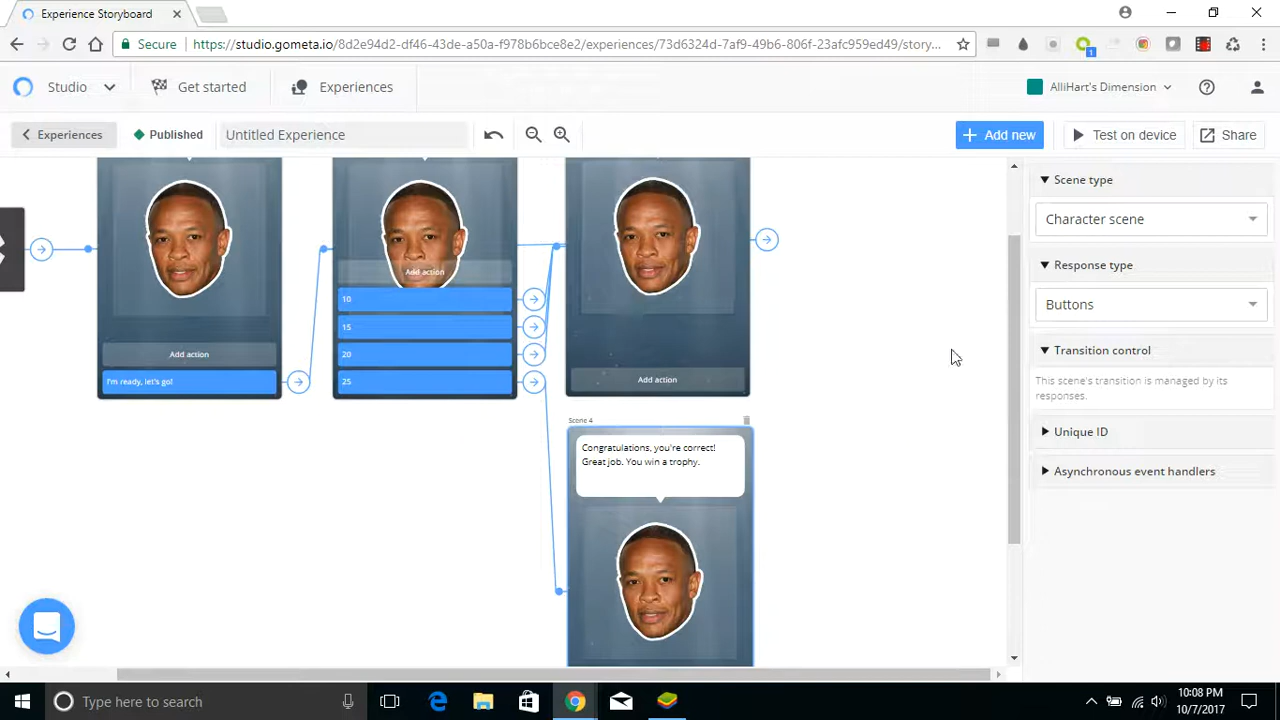 Experience Storyboard
Secure https://studio.gometa.io/8d2e94d2-df46-43de-a50a-f978b6bce8e2/experiences/73d6324d-7af9-49b6-806f-23afc959ed49/story...
1
Studio
Get started
Experiences
AlliHart's Dimension
Experiences
Published
Untitled Experience
Add new
Test on device
Share
Add action
I'm ready, let's go!
Add action
10
15
20
25
Add action
Scene 4
Congratulations, you're correct!
Great job. You win a trophy.
Scene type
Character scene
Response type
Buttons
Transition control
This scene's transition is managed by its
responses.
Unique ID
Asynchronous event handlers
Type here to search
10:08 PM
10/7/2017